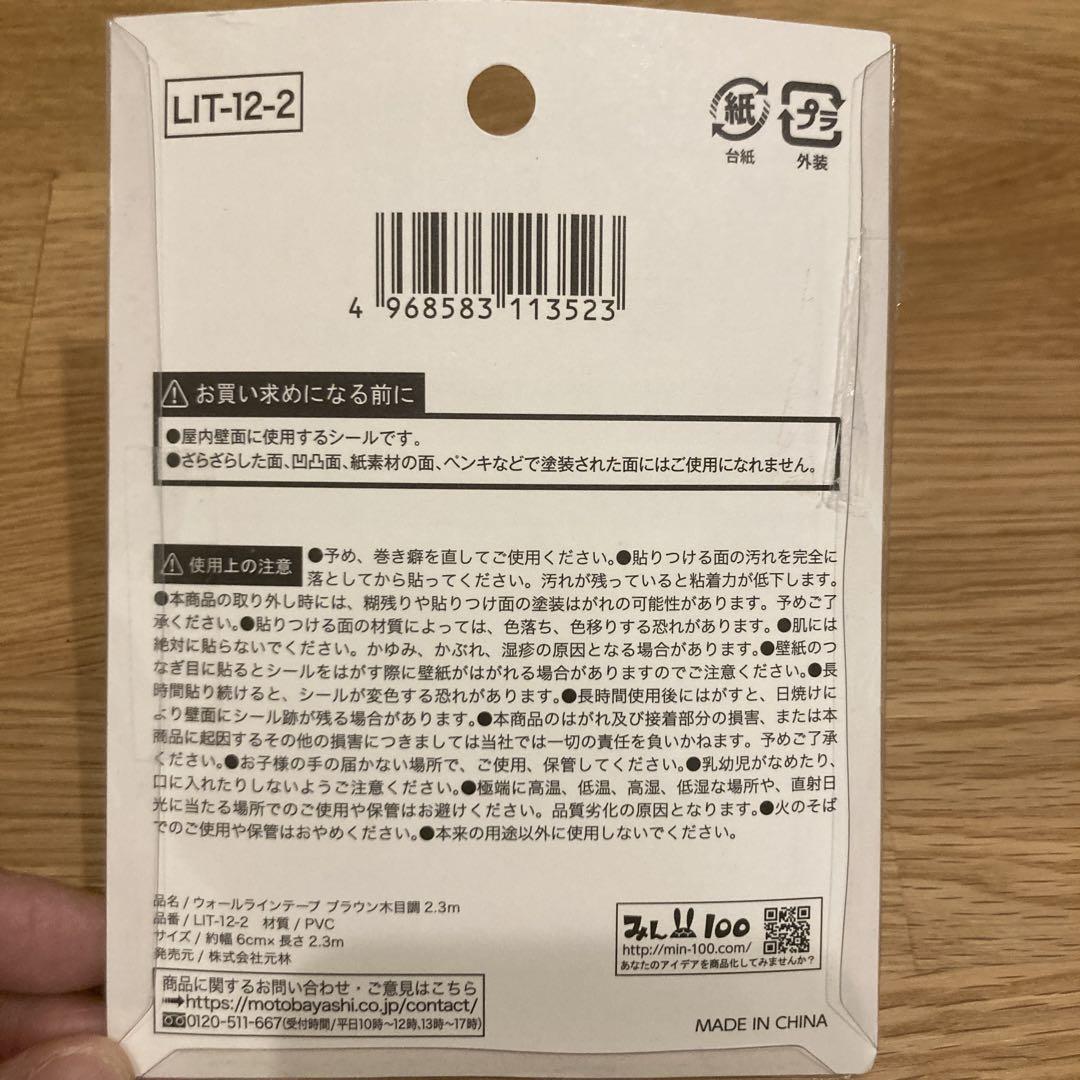 LIT-12-2
紙
台紙
プラ
外装
4 968583 113523
お買い求めになる前に
●屋内壁面に使用するシールです。
●ざらざらした面、凹凸面、紙素材の面、ペンキなどで塗装された面にはご使用になれません。
使用上の注意
●予め、巻き癖を直してご使用ください。●貼りつける面の汚れを完全に
落としてから貼ってください。汚れが残っていると粘着力が低下します。
●本商品の取り外し時には、糊残りや貼りつけ面の塗装はがれの可能性があります。予めご了
承ください。●貼りつける面の材質によっては、色落ち、色移りする恐れがあります。●肌には
絶対に貼らないでください。かゆみ、かぶれ、湿疹の原因となる場合があります。●壁紙のつ
なぎ目に貼るとシールをはがす際に壁紙がはがれる場合がありますのでご注意ください。●長
時間貼り続けると、シールが変色する恐れがあります。●長時間使用後にはがすと、日焼けに
より壁面にシール跡が残る場合があります。●本商品のはがれ及び接着部分の損害、または本
商品に起因するその他の損害につきましては当社では一切の責任を負いかねます。予めご了承
ください。●お子様の手の届かない場所で、ご使用、保管してください。●乳幼児がなめたり、
口に入れたりしないようご注意ください。●極端に高温、低温、高湿、低湿な場所や、直射日
光に当たる場所でのご使用や保管はお避けください。品質劣化の原因となります。●火のそば
でのご使用や保管はおやめください。●本来の用途以外に使用しないでください。
品名 / ウォールラインテープ ブラウン木目調 2.3m
品番 / LIT-12-2 材質 / PVC
サイズ / 約幅 6cm× 長さ 2.3m
発売元 / 株式会社元林
商品に関するお問い合わせ・ご意見はこちら
➡https://motobayashi.co.jp/contact/
0120-511-667(受付時間/平日10時〜12時,13時〜17時)
みん100
http://min-100.com/
あなたのアイデアを商品化してみませんか?
MADE IN CHINA